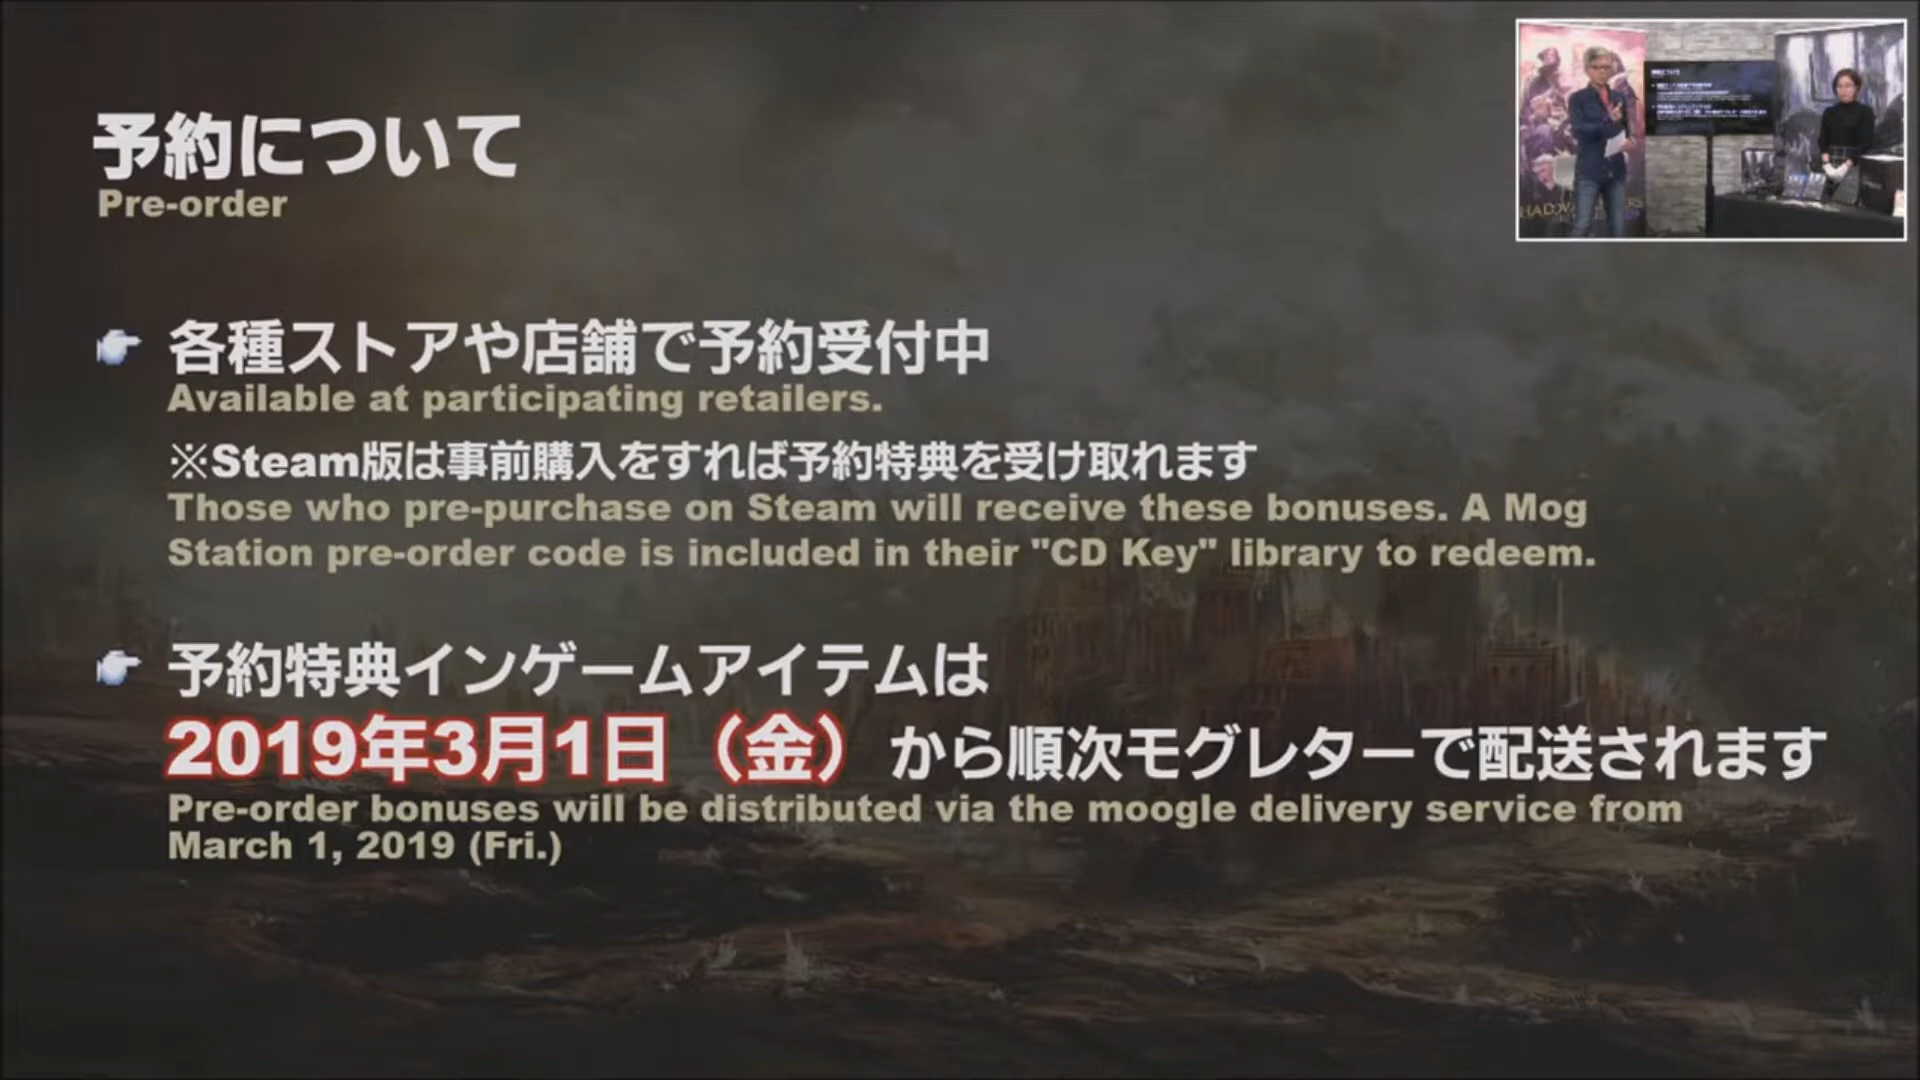 予約について
Pre-order
各種ストアや店舗で予約受付中
Available at participating retailers.
※Steam版は事前購入をすれば予約特典を受け取れます
Those who pre-purchase on Steam will receive these bonuses. A Mog
Station pre-order code is included in their "CD Key" library to redeem.
予約特典インゲームアイテムは
2019年3月1日（金）から順次モグレターで配送されます
Pre-order bonuses will be distributed via the moogle delivery service from
March 1, 2019 (Fri.)